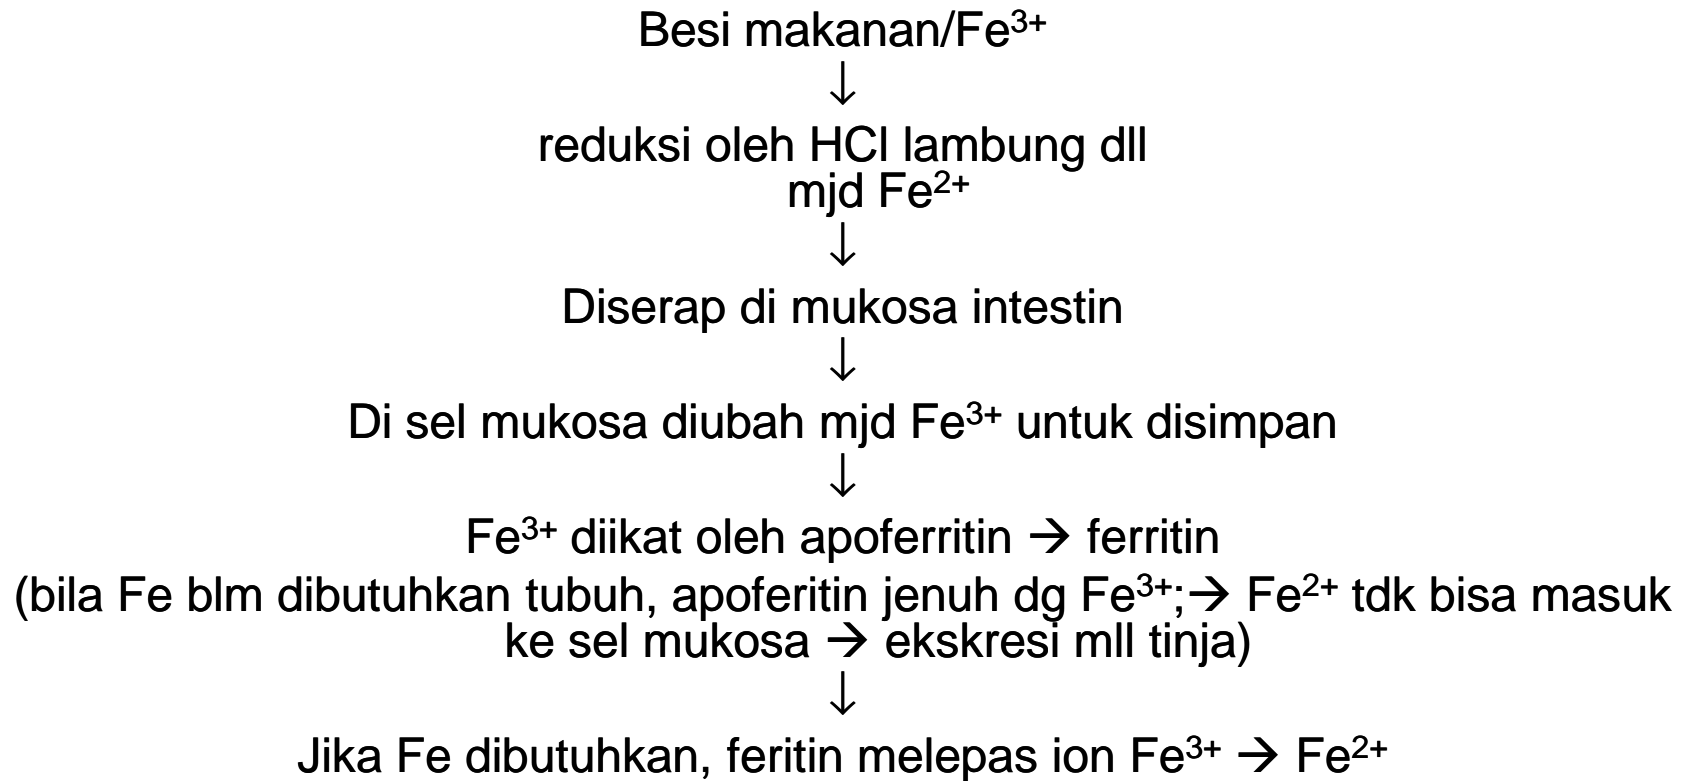 Besi makanan/Fe³⁺
↓
reduksi oleh HCl lambung dll
mjd Fe²⁺
↓
Diserap di mukosa intestin
↓
Di sel mukosa diubah mjd Fe³⁺ untuk disimpan
↓
Fe³⁺ diikat oleh apoferritin → ferritin
(bila Fe blm dibutuhkan tubuh, apoferitin jenuh dg Fe³⁺;→ Fe²⁺ tdk bisa masuk
ke sel mukosa → ekskresi mll tinja)
↓
Jika Fe dibutuhkan, feritin melepas ion Fe³⁺ → Fe²⁺